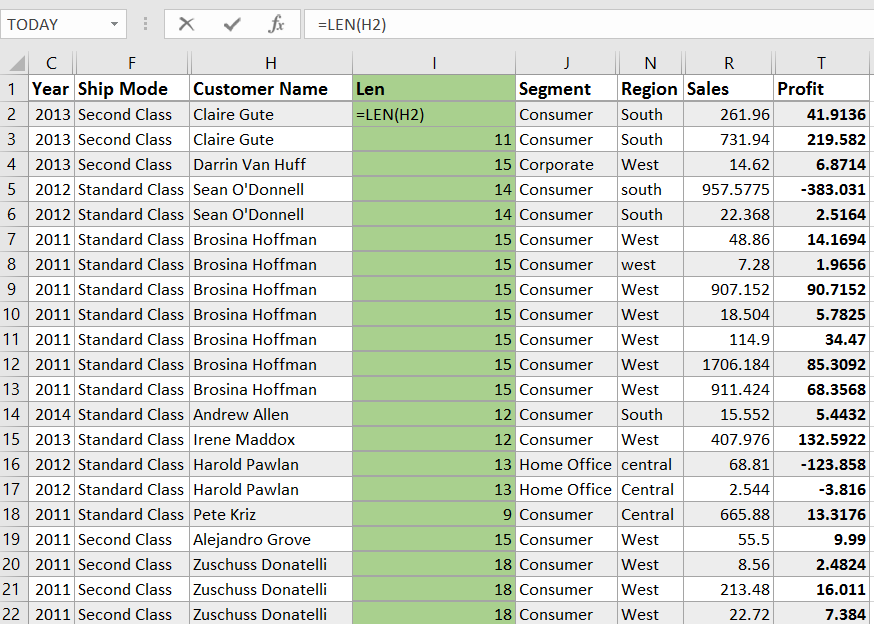 TODAY =LEN(H2)
C F H I J N R T
1 Year Ship Mode Customer Name Len Segment Region Sales Profit
2 2013 Second Class Claire Gute =LEN(H2) Consumer South 261.96 41.9136
3 2013 Second Class Claire Gute 11 Consumer South 731.94 219.582
4 2013 Second Class Darrin Van Huff 15 Corporate West 14.62 6.8714
5 2012 Standard Class Sean O'Donnell 14 Consumer south 957.5775 -383.031
6 2012 Standard Class Sean O'Donnell 14 Consumer South 22.368 2.5164
7 2011 Standard Class Brosina Hoffman 15 Consumer West 48.86 14.1694
8 2011 Standard Class Brosina Hoffman 15 Consumer west 7.28 1.9656
9 2011 Standard Class Brosina Hoffman 15 Consumer West 907.152 90.7152
10 2011 Standard Class Brosina Hoffman 15 Consumer West 18.504 5.7825
11 2011 Standard Class Brosina Hoffman 15 Consumer West 114.9 34.47
12 2011 Standard Class Brosina Hoffman 15 Consumer West 1706.184 85.3092
13 2011 Standard Class Brosina Hoffman 15 Consumer West 911.424 68.3568
14 2014 Standard Class Andrew Allen 12 Consumer South 15.552 5.4432
15 2013 Standard Class Irene Maddox 12 Consumer West 407.976 132.5922
16 2012 Standard Class Harold Pawlan 13 Home Office central 68.81 -123.858
17 2012 Standard Class Harold Pawlan 13 Home Office Central 2.544 -3.816
18 2011 Standard Class Pete Kriz 9 Consumer Central 665.88 13.3176
19 2011 Second Class Alejandro Grove 15 Consumer West 55.5 9.99
20 2011 Second Class Zuschuss Donatelli 18 Consumer West 8.56 2.4824
21 2011 Second Class Zuschuss Donatelli 18 Consumer West 213.48 16.011
22 2011 Second Class Zuschuss Donatelli 18 Consumer West 22.72 7.384